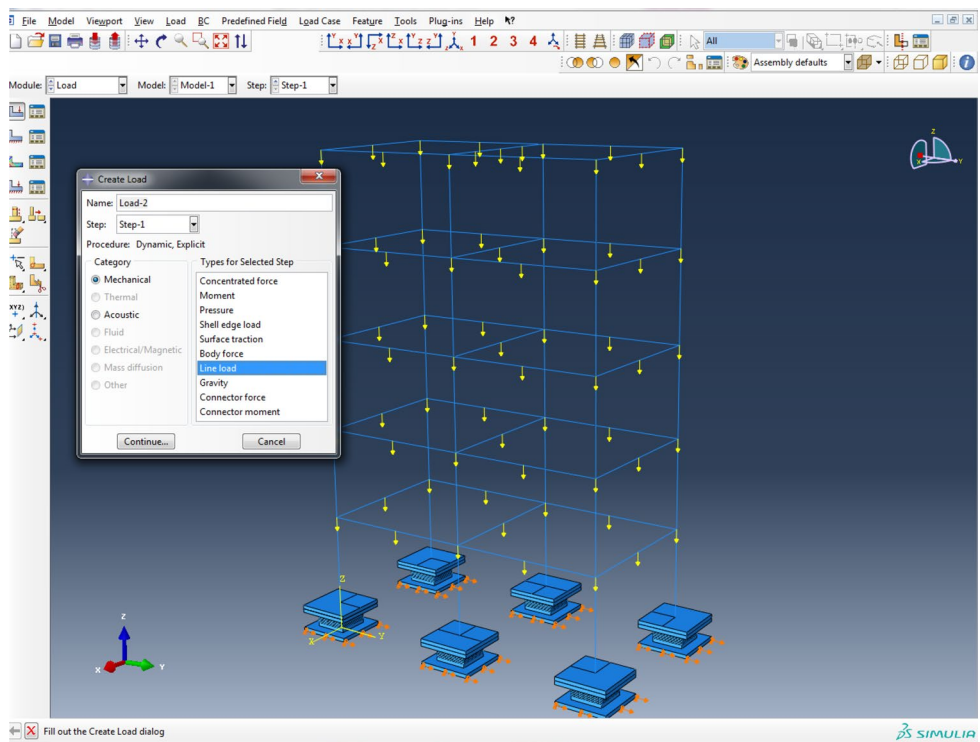 File Model Viewport View Load BC Predefined Field Load Case Feature Tools Plug-ins Help
1 2 3 4 All
Assembly defaults
Module: Load Model: Model-1 Step: Step-1
Create Load
Name: Load-2
Step: Step-1
Procedure: Dynamic, Explicit
Category
Mechanical
Thermal
Acoustic
Fluid
Electrical/Magnetic
Mass diffusion
Other
Types for Selected Step
Concentrated force
Moment
Pressure
Shell edge load
Surface traction
Body force
Line load
Gravity
Connector force
Connector moment
Continue... Cancel
Z
X Y
Z
X Y
Z
X Y
Fill out the Create Load dialog
SIMULIA